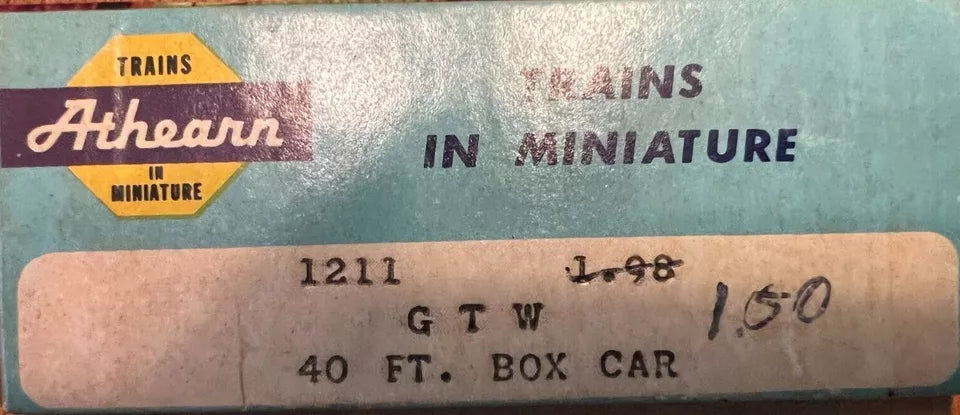 TRAINS
Athearn
IN
MINIATURE
TRAINS
IN MINIATURE
1211 1.98
G T W 1.50
40 FT. BOX CAR